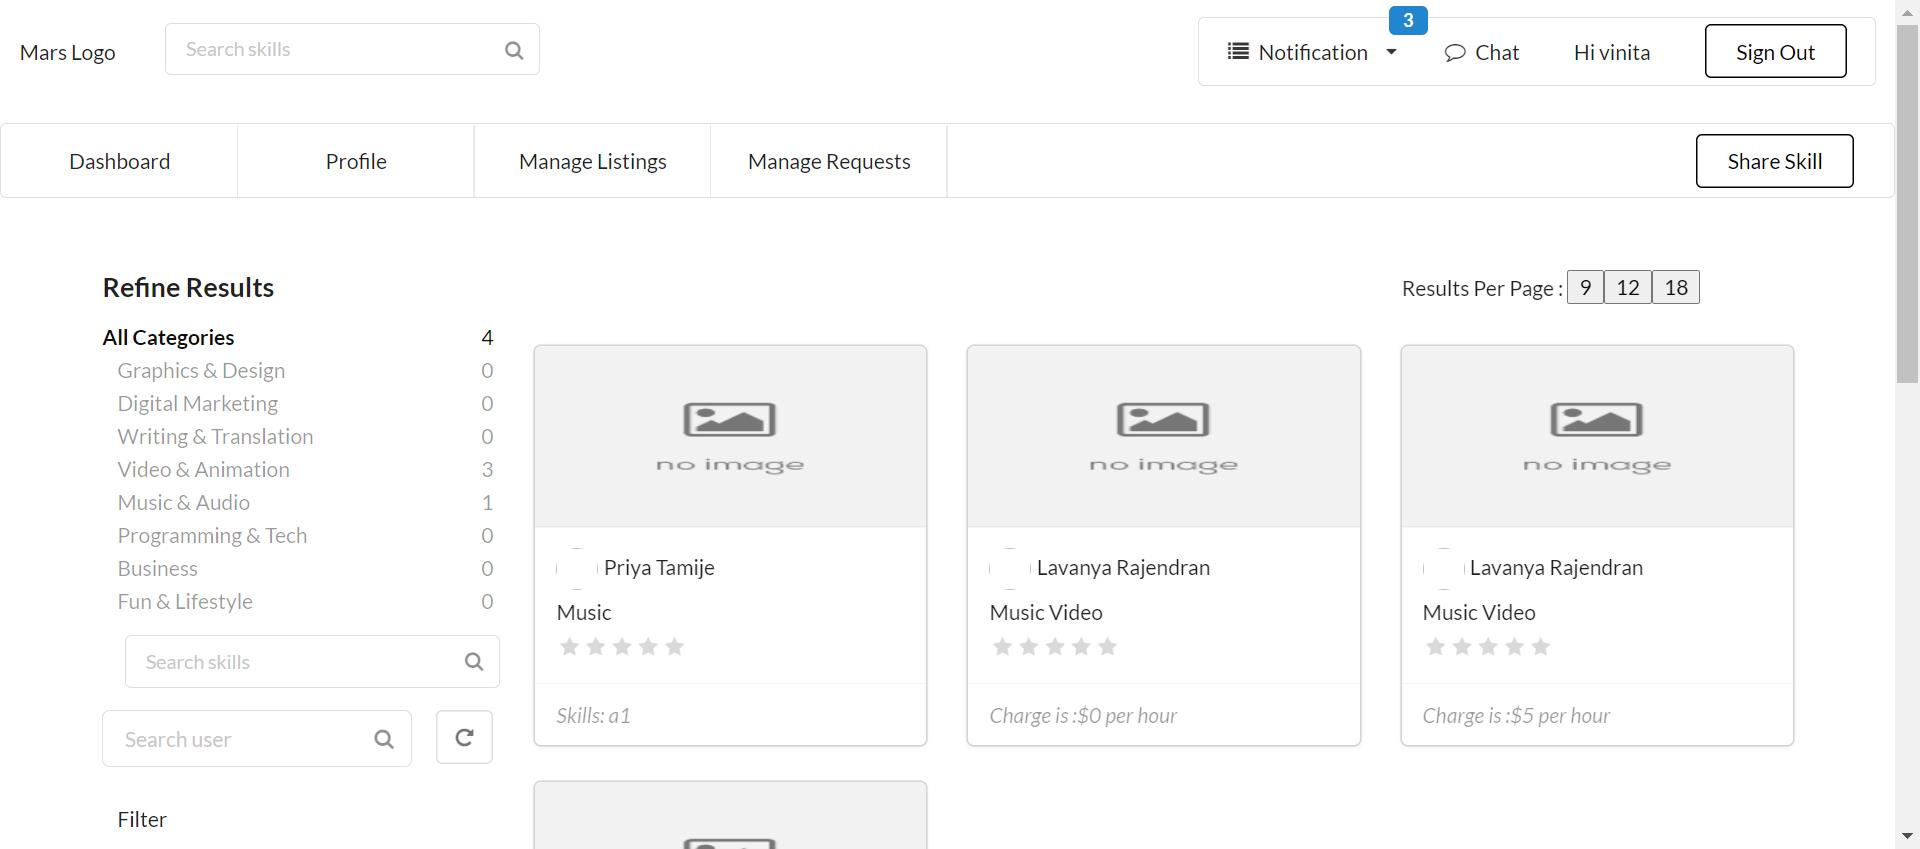 Mars Logo
Search skills
3
Notification
Chat
Hi vinita
Sign Out
Dashboard
Profile
Manage Listings
Manage Requests
Share Skill
Refine Results
Results Per Page : 9 12 18
All Categories 4
Graphics & Design 0
Digital Marketing 0
Writing & Translation 0
Video & Animation 3
Music & Audio 1
Programming & Tech 0
Business 0
Fun & Lifestyle 0
Search skills
Search user
Filter
no image
Priya Tamije
Music
Skills: a1
no image
Lavanya Rajendran
Music Video
Charge is :$0 per hour
no image
Lavanya Rajendran
Music Video
Charge is :$5 per hour